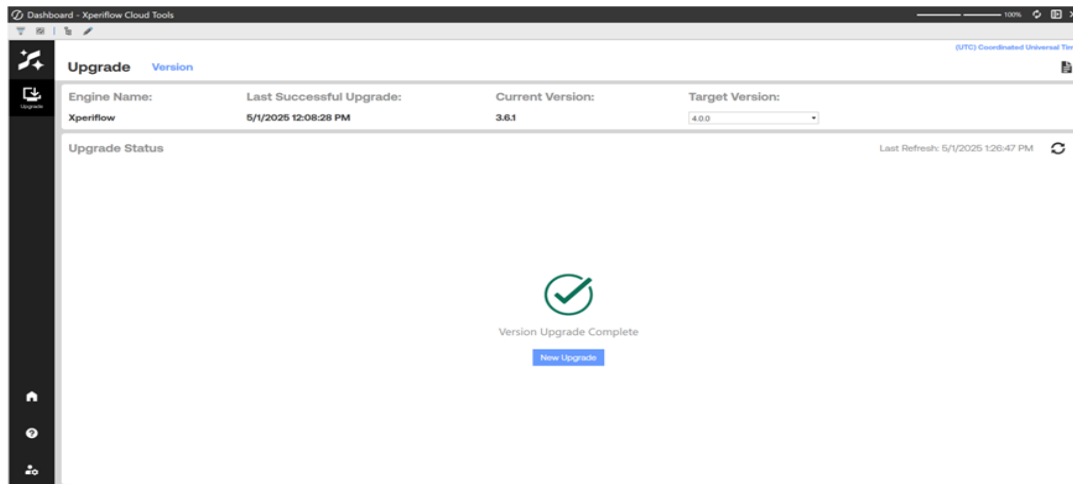 Dashboard - Xperiflow Cloud Tools
100%
(UTC) Coordinated Universal Tim
Upgrade Version
Upgrade
Engine Name: Last Successful Upgrade: Current Version: Target Version:
Xperiflow 5/1/2025 12:08:28 PM 3.6.1 4.0.0
Upgrade Status Last Refresh: 5/1/2025 1:26:47 PM
Version Upgrade Complete
New Upgrade